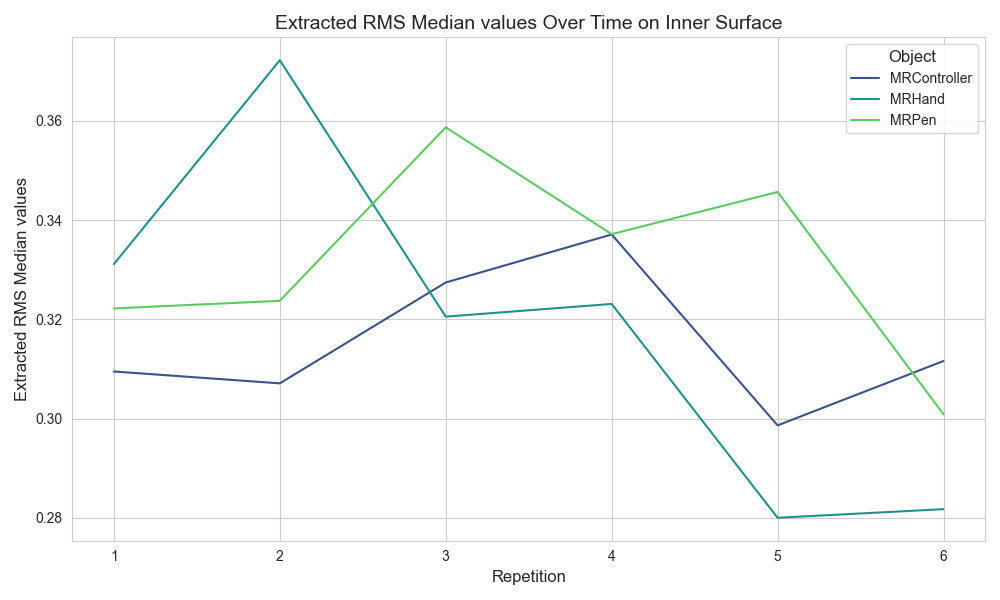 Extracted RMS Median values Over Time on Inner Surface
Object
MRController
MRHand
MRPen
Extracted RMS Median values
0.36
0.34
0.32
0.30
0.28
1 2 3 4 5 6
Repetition